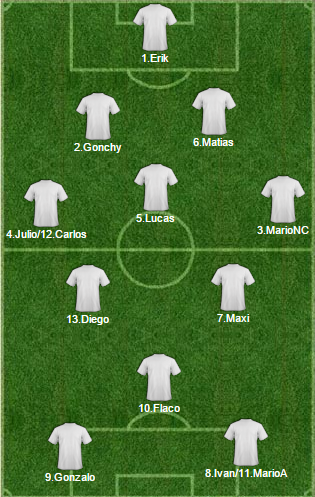 1.Erik
2.Gonchy
6.Matias
4.Julio/12.Carlos
5.Lucas
3.MarioNC
13.Diego
7.Maxi
10.Flaco
9.Gonzalo
8.Ivan/11.MarioA